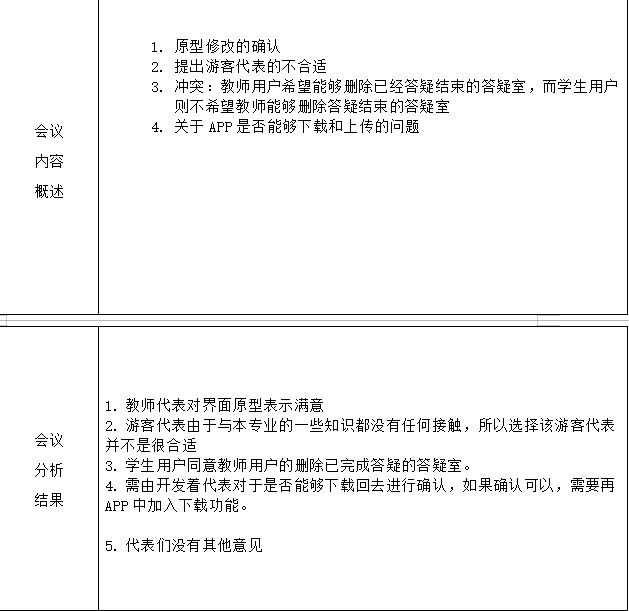 会议
内容
概述
1. 原型修改的确认
2. 提出游客代表的不合适
3. 冲突：教师用户希望能够删除已经答疑结束的答疑室，而学生用户
则不希望教师能够删除答疑结束的答疑室
4. 关于 APP 是否能够下载和上传的问题
会议
分析
结果
1. 教师代表对界面原型表示满意
2. 游客代表由于与本专业的一些知识都没有任何接触，所以选择该游客代表
并不是很合适
3. 学生用户同意教师用户的删除已完成答疑的答疑室。
4. 需由开发着代表对于是否能够下载回去进行确认，如果确认可以，需要再
APP 中加入下载功能。
5. 代表们没有其他意见